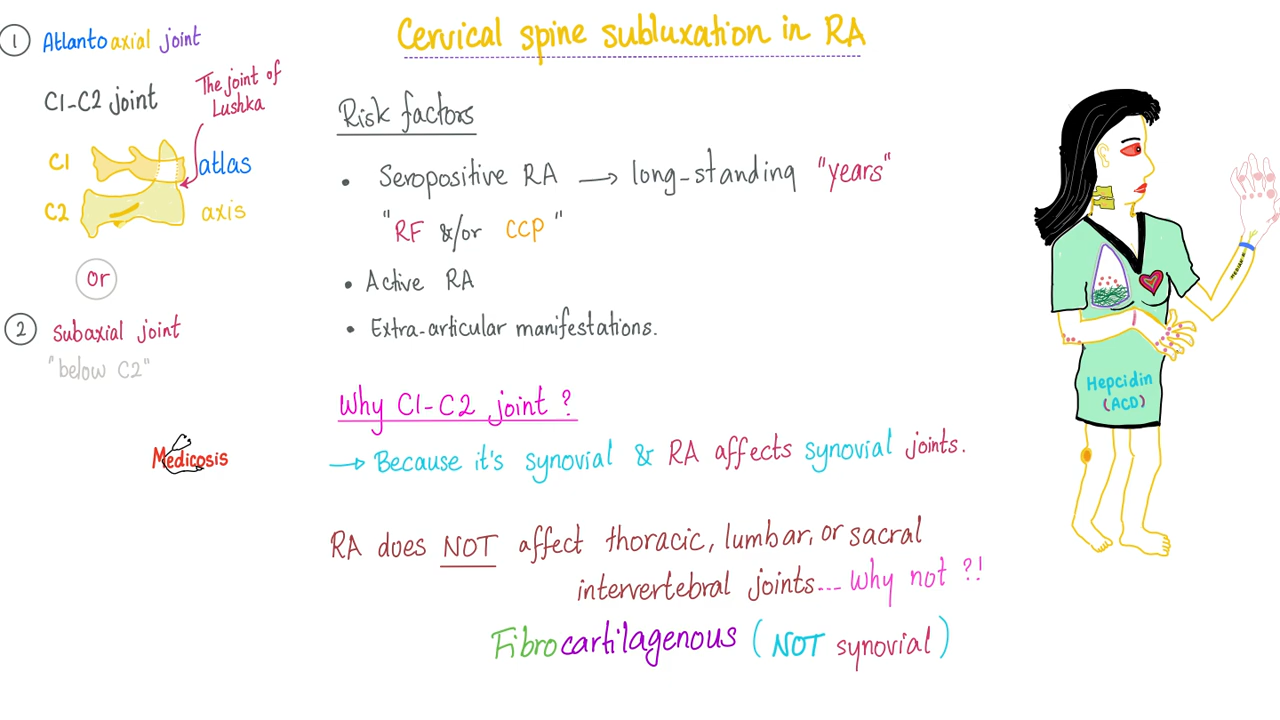 Cervical spine subluxation in RA
1 Atlantoaxial joint
C1-C2 joint
The joint of
Lushka
C1
atlas
C2
axis
or
2 Subaxial joint
"below C2"
Medicosis
Risk factors
• Seropositive RA → long-standing "years"
"RF &/or CCP"
• Active RA
• Extra-articular manifestations.
Why C1-C2 joint ?
→ Because it's synovial & RA affects synovial joints.
RA does NOT affect thoracic, lumbar, or sacral
intervertebral joints.... Why not ?!
Fibrocartilagenous (NOT synovial)
Hepcidin
(ACD)